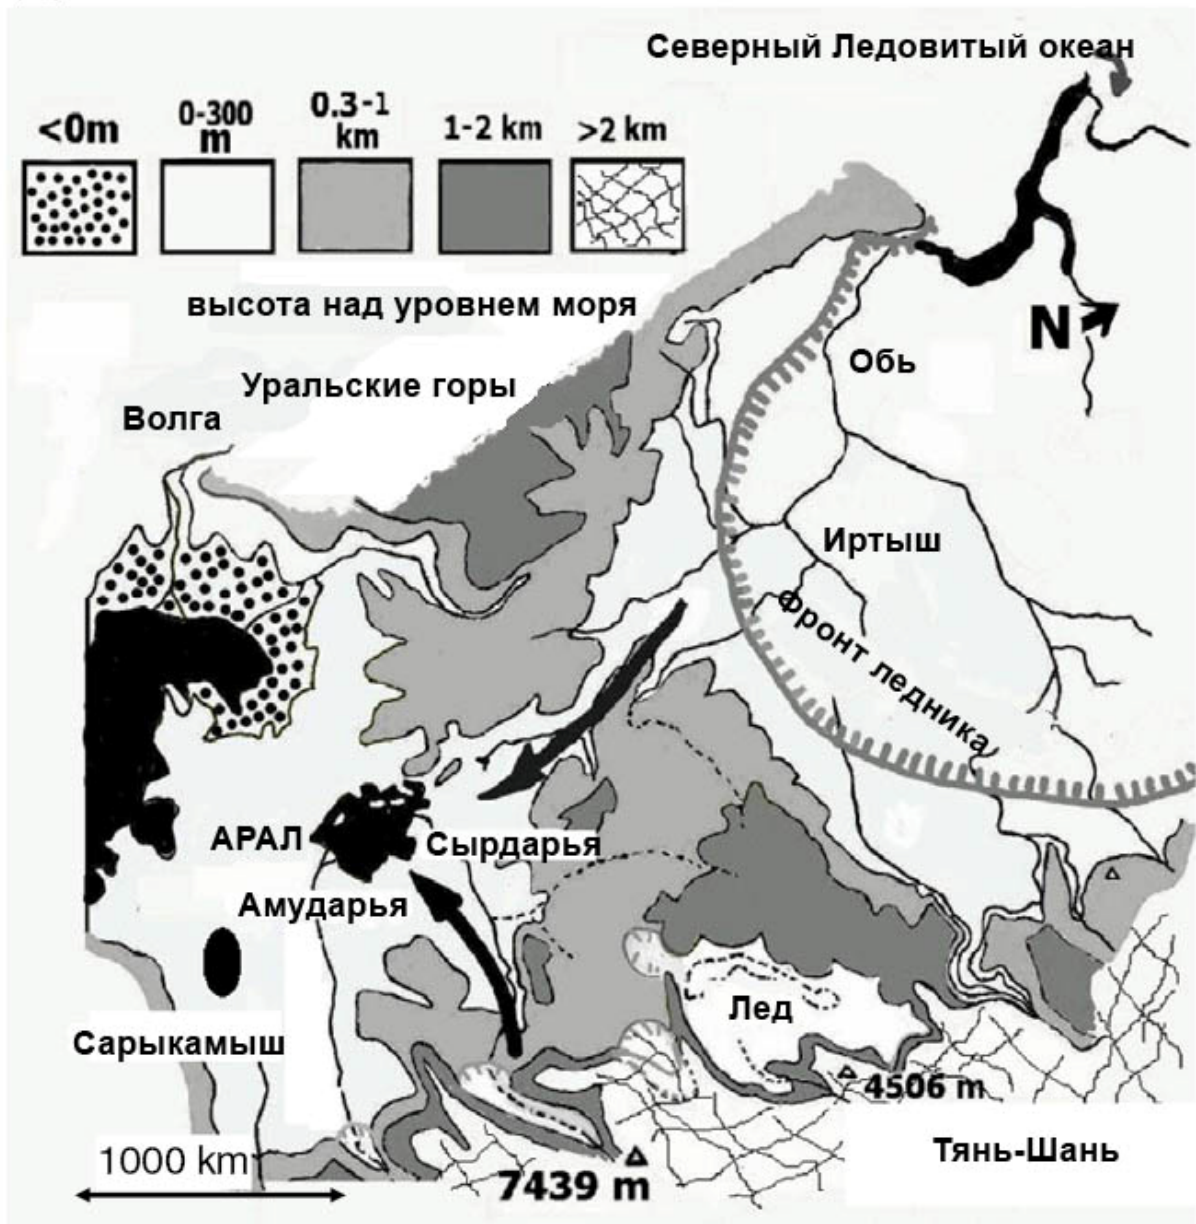 Северный Ледовитый океан
<0m
0-300
m
0.3-1
km
1-2 km
>2 km
высота над уровнем моря
N
Обь
Уральские горы
Волга
Иртыш
фронт ледника
АРАЛ
Сырдарья
Амударья
Лед
Сарыкамыш
4506 m
Тянь-Шань
1000 km
7439 m